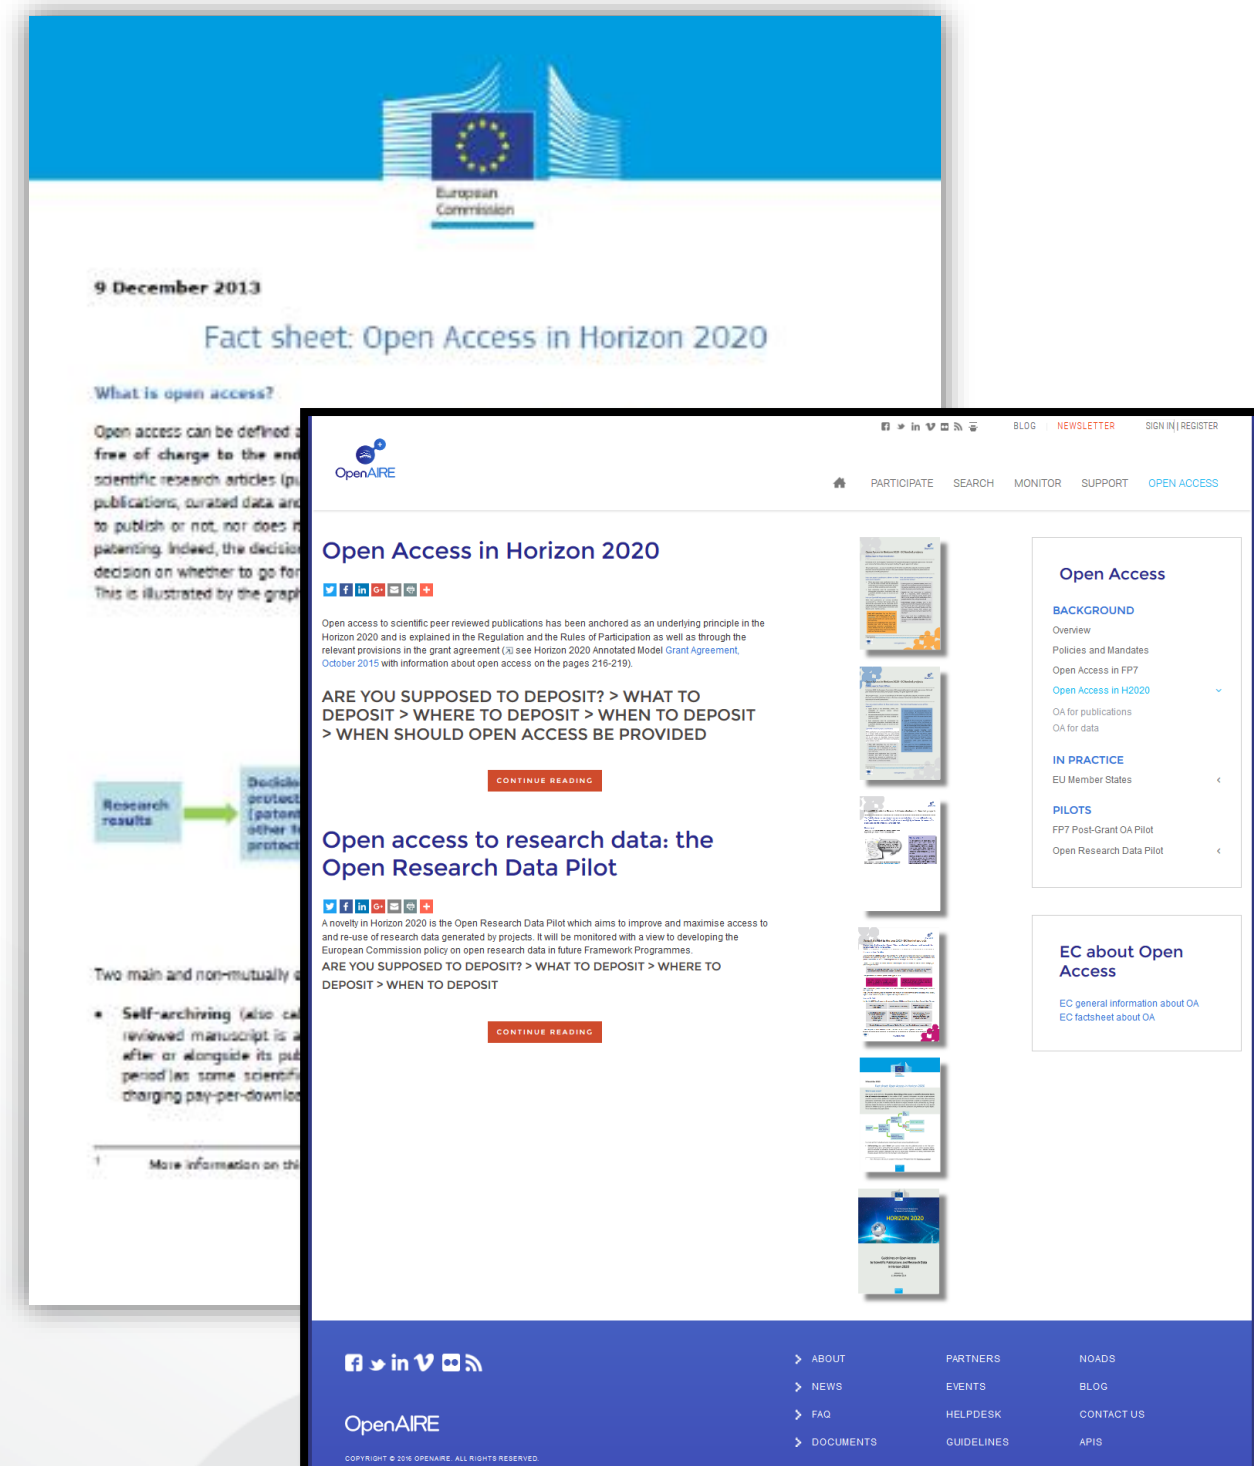 European
Commission
9 December 2013
Fact sheet: Open Access in Horizon 2020
What is open access?
Open access can be defined
free of charge to the end
scientific research articles
publications, curated data and
to publish or not, nor does
patenting. Indeed, the decision
decision on whether to go for
This is illustrated by the
Research
results
other
Two main and non-mutually
• Self-archiving (also
reviewed manuscript is
after or alongside its
period as some
charging
1 More information on
OpenAIRE
BLOG NEWSLETTER SIGN IN | REGISTER
PARTICIPATE SEARCH MONITOR SUPPORT OPEN ACCESS
Open Access in Horizon 2020
Open access to scientific peer reviewed publications has been anchored as an underlying principle in the
Horizon 2020 and is explained in the Regulation and the Rules of Participation as well as through the
relevant provisions in the grant agreement ( see Horizon 2020 Annotated Model Grant Agreement,
October 2015 with information about open access on the pages 216-219).
ARE YOU SUPPOSED TO DEPOSIT? > WHAT TO
DEPOSIT > WHERE TO DEPOSIT > WHEN TO DEPOSIT
> WHEN SHOULD OPEN ACCESS BE PROVIDED
CONTINUE READING
Open access to research data: the
Open Research Data Pilot
A novelty in Horizon 2020 is the Open Research Data Pilot which aims to improve and maximise access to
and re-use of research data generated by projects. It will be monitored with a view to developing the
European Commission policy on open research data in future Framework Programmes.
ARE YOU SUPPOSED TO DEPOSIT? > WHAT TO DEPOSIT > WHERE TO
DEPOSIT > WHEN TO DEPOSIT
CONTINUE READING
HORIZON 2020
Open Access
BACKGROUND
Overview
Policies and Mandates
Open Access in FP7
Open Access in H2020
OA for publications
OA for data
IN PRACTICE
EU Member States
PILOTS
FP7 Post-Grant OA Pilot
Open Research Data Pilot
EC about Open
Access
EC general information about OA
EC factsheet about OA
OpenAIRE
COPYRIGHT © 2016 OPENAIRE. ALL RIGHTS RESERVED.
ABOUT PARTNERS NOADS
NEWS EVENTS BLOG
FAQ HELPDESK CONTACT US
DOCUMENTS GUIDELINES APIS